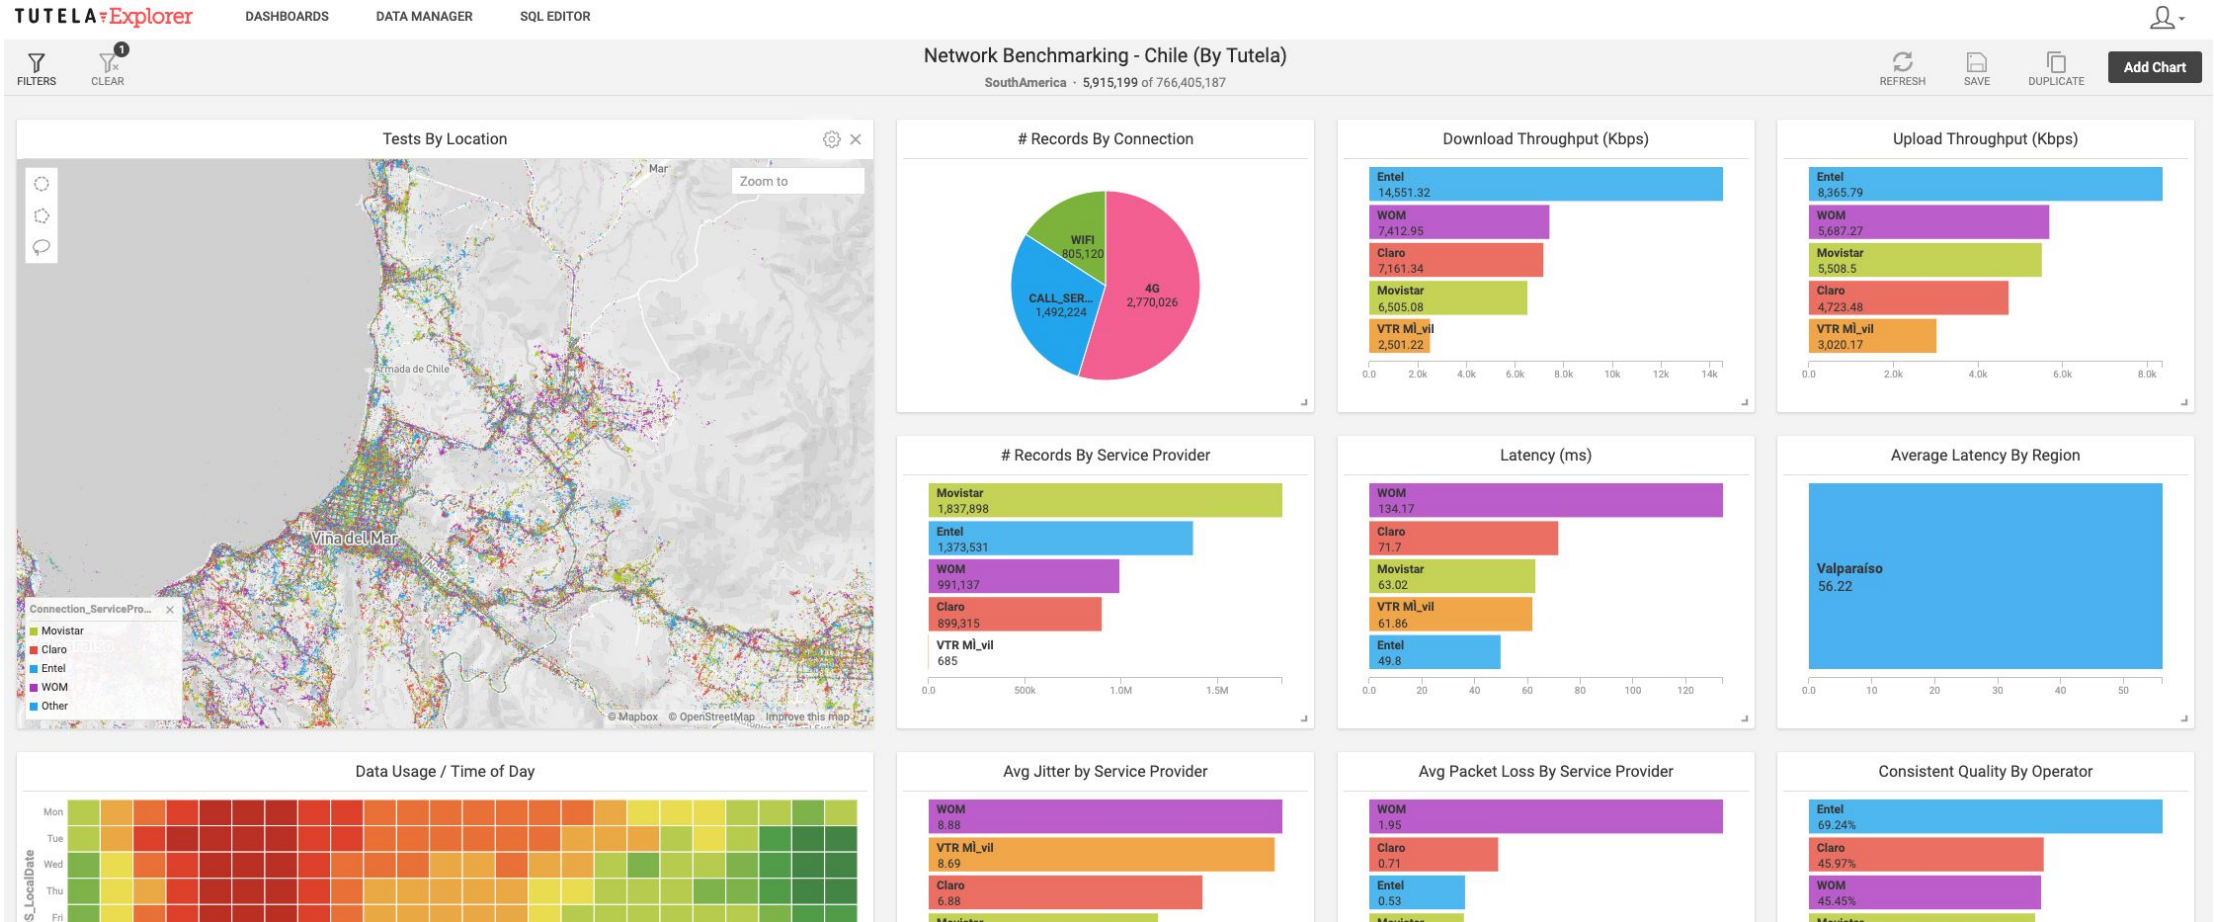 TUTELA Explorer
DASHBOARDS
DATA MANAGER
SQL EDITOR
FILTERS
1
CLEAR
Network Benchmarking - Chile (By Tutela)
SouthAmerica · 5,915,199 of 766,405,187
REFRESH
SAVE
DUPLICATE
Add Chart
Tests By Location
Zoom to
Mar
Armada de Chile
Viña del Mar
Connection_ServicePro...
Movistar
Claro
Entel
WOM
Other
© Mapbox © OpenStreetMap Improve this map
# Records By Connection
WIFI
805,120
CALL_SER...
1,492,224
4G
2,770,026
Download Throughput (Kbps)
Entel
14,551.32
WOM
7,412.95
Claro
7,161.34
Movistar
6,505.08
VTR MÌ_vil
2,501.22
0.0 2.0k 4.0k 6.0k 8.0k 10k 12k 14k
Upload Throughput (Kbps)
Entel
8,365.79
WOM
5,687.27
Movistar
5,508.5
Claro
4,723.48
VTR MÌ_vil
3,020.17
0.0 2.0k 4.0k 6.0k 8.0k
# Records By Service Provider
Movistar
1,837,898
Entel
1,373,531
WOM
991,137
Claro
899,315
VTR MÌ_vil
685
0.0 500k 1.0M 1.5M
Latency (ms)
WOM
134.17
Claro
71.7
Movistar
63.02
VTR MÌ_vil
61.86
Entel
49.8
0.0 20 40 60 80 100 120
Average Latency By Region
Valparaíso
56.22
0.0 10 20 30 40 50
Data Usage / Time of Day
Mon
Tue
Wed
Thu
Fri
S_LocalDate
Avg Jitter by Service Provider
WOM
8.88
VTR MÌ_vil
8.69
Claro
6.88
Movistar
Avg Packet Loss By Service Provider
WOM
1.95
Claro
0.71
Entel
0.53
Movistar
Consistent Quality By Operator
Entel
69.24%
Claro
45.97%
WOM
45.45%
Movistar